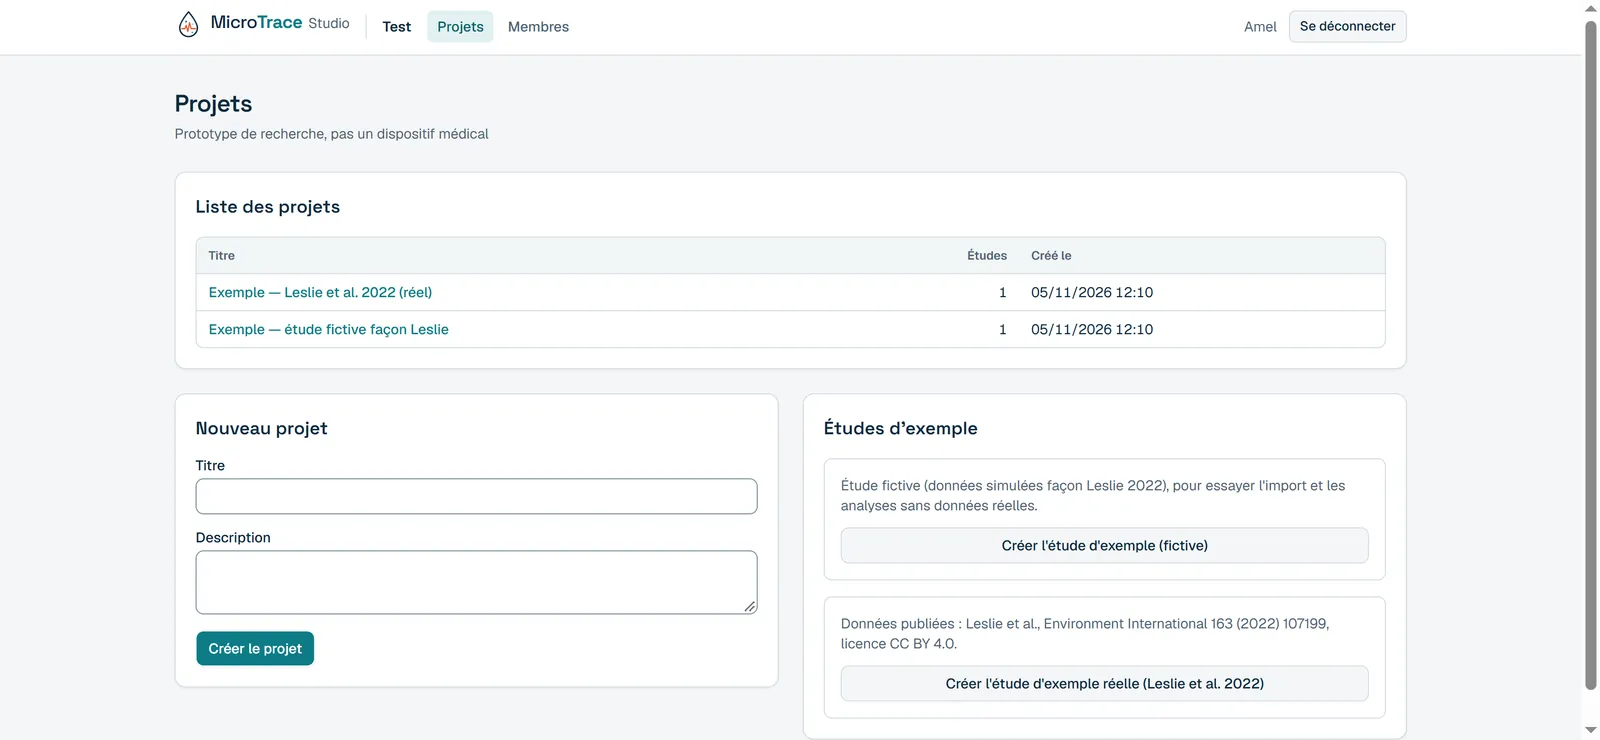 MicroTrace Studio
Test
Projets
Membres
Amel
Se déconnecter
Projets
Prototype de recherche, pas un dispositif médical
Liste des projets
Titre Études Créé le
Exemple — Leslie et al. 2022 (réel) 1 05/11/2026 12:10
Exemple — étude fictive façon Leslie 1 05/11/2026 12:10
Nouveau projet
Titre
Description
Créer le projet
Études d’exemple
Étude fictive (données simulées façon Leslie 2022), pour essayer l'import et les
analyses sans données réelles.
Créer l'étude d'exemple (fictive)
Données publiées : Leslie et al., Environment International 163 (2022) 107199,
licence CC BY 4.0.
Créer l'étude d'exemple réelle (Leslie et al. 2022)